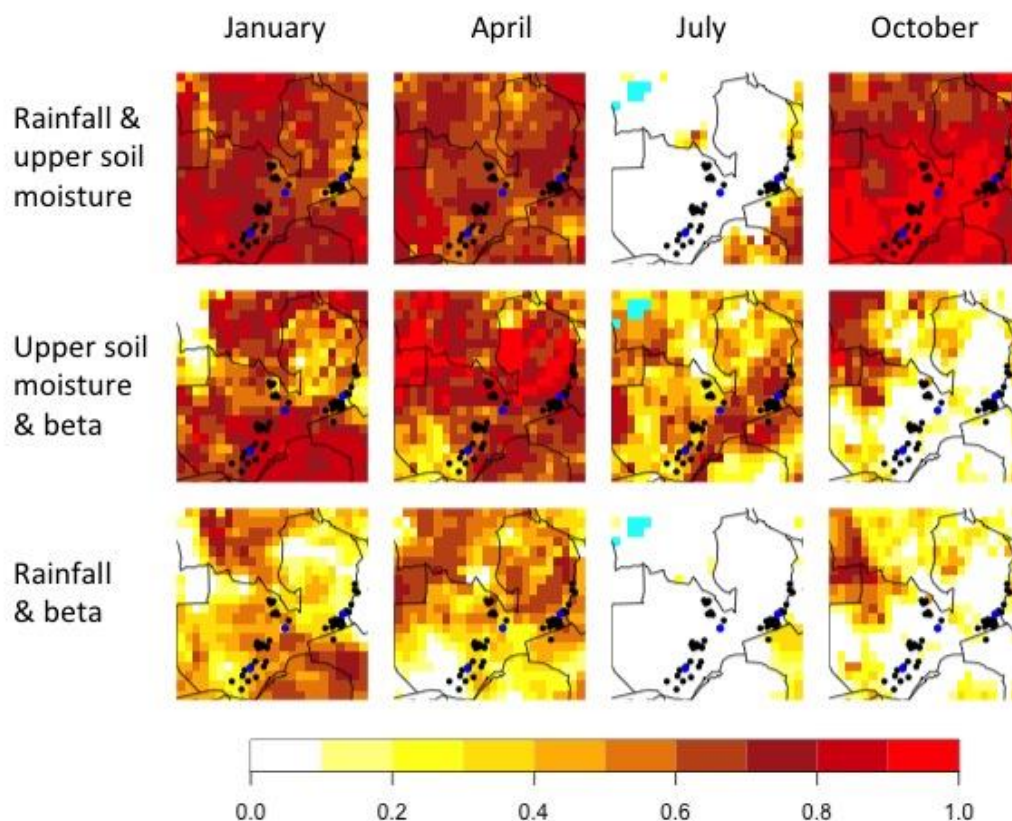 January April July October
Rainfall &
upper soil
moisture
Upper soil
moisture
& beta
Rainfall
& beta
0.0 0.2 0.4 0.6 0.8 1.0